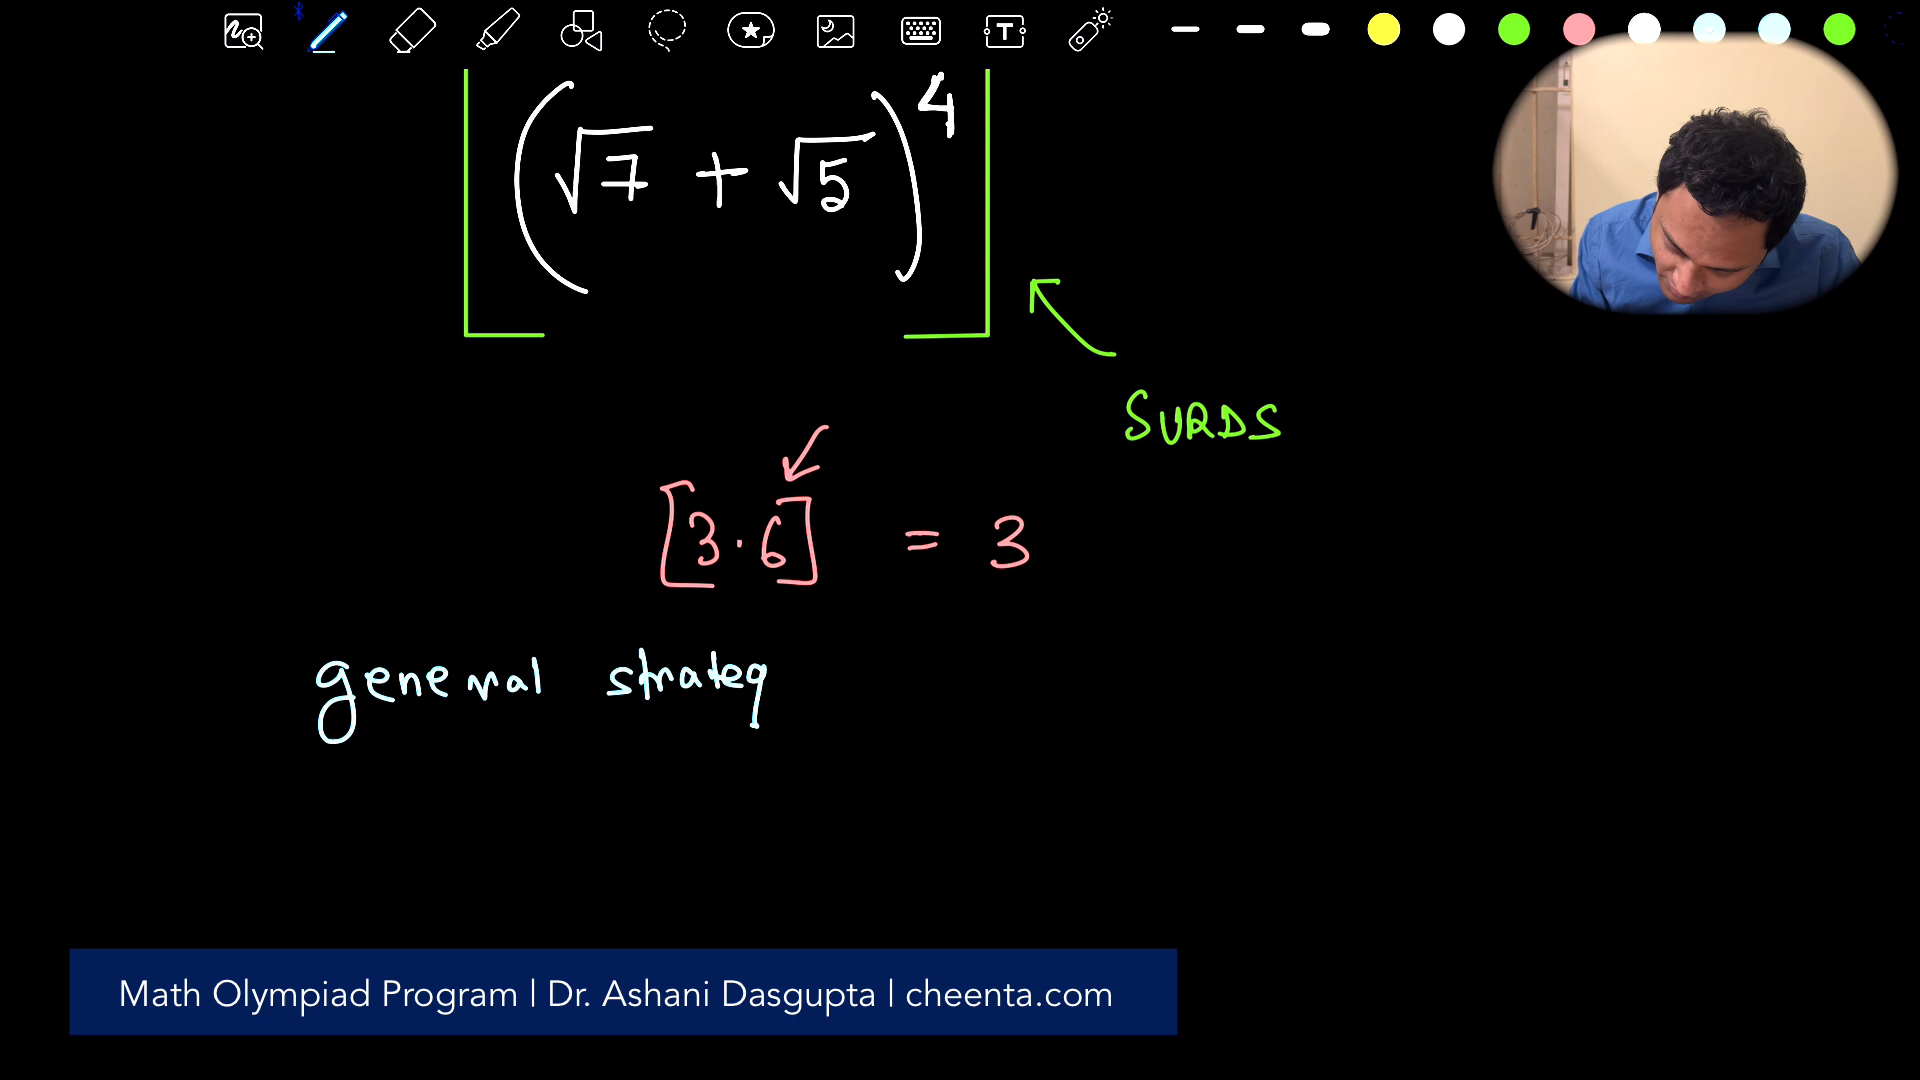 T
(√7 + √5)^4
SURDS
[3.6] = 3
general strateg
Math Olympiad Program | Dr. Ashani Dasgupta | cheenta.com